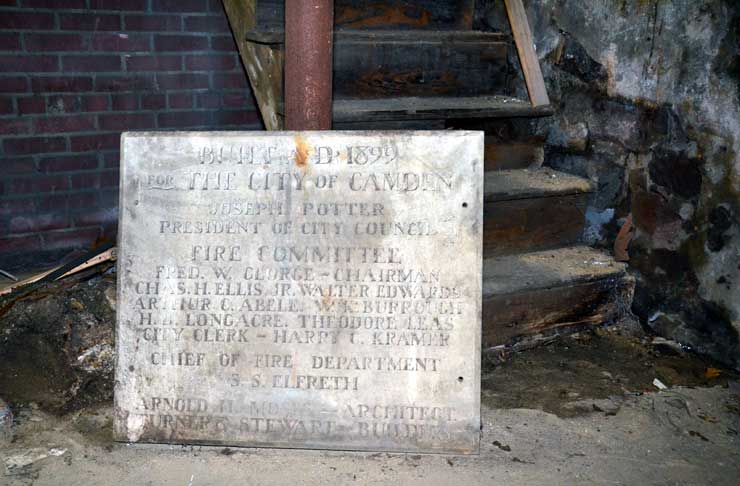 BUILT A.D. 1899
FOR THE CITY OF CAMDEN
JOSEPH POTTER
PRESIDENT OF CITY COUNCIL
FIRE COMMITTEE
FRED. W. GEORGE - CHAIRMAN
CHAS. H. ELLIS, JR. WALTER EDWARDS
ARTHUR C. ABELE. W. K. BURROUGH
H. B. LONGACRE. THEODORE LEAS
CITY CLERK - HARRY C. KRAMER
CHIEF OF FIRE DEPARTMENT
S. S. ELFRETH
ARNOLD H. - ARCHITECT
STEWART - BUILDERS